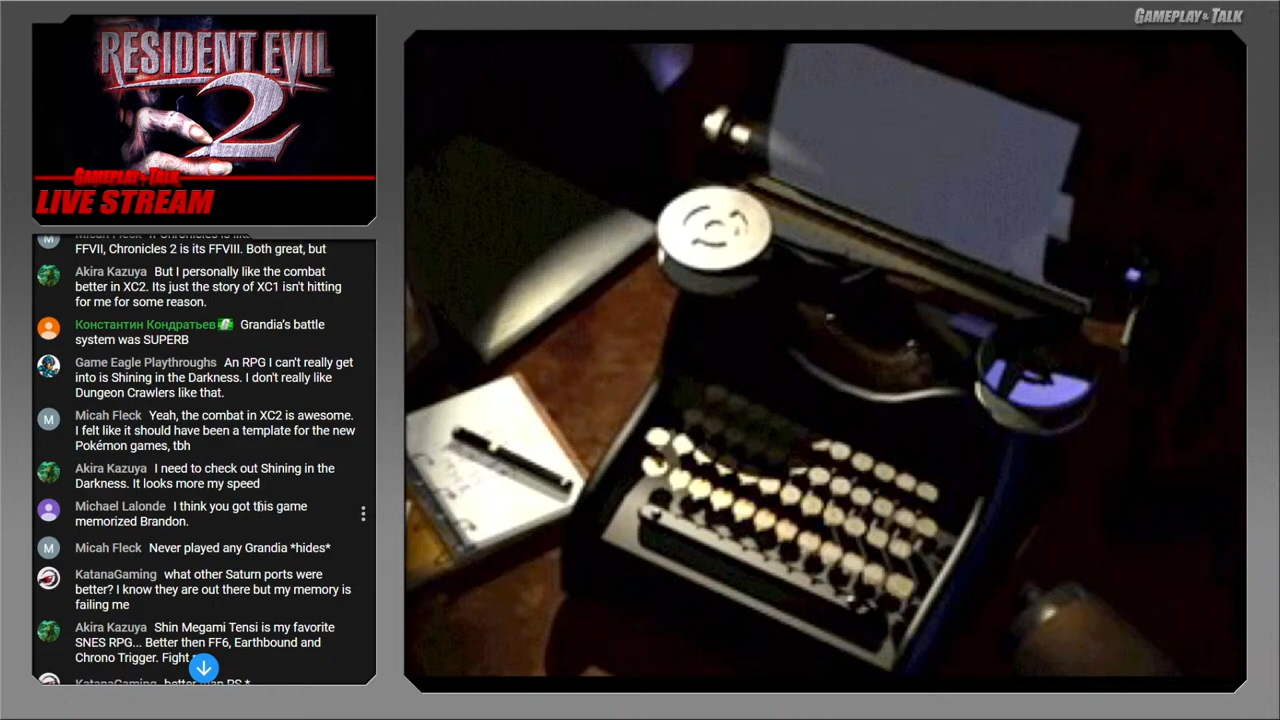 GAMEPLAY & TALK
RESIDENT EVIL
2
GAMEPLAY & TALK
LIVE STREAM
FFVII, Chronicles 2 is its FFVIII. Both great, but
Akira Kazuya But I personally like the combat
better in XC2. Its just the story of XC1 isn't hitting
for me for some reason.
Константин Кондратьев Grandia's battle
system was SUPERB
Game Eagle Playthroughs An RPG I can't really get
into is Shining in the Darkness. I don't really like
Dungeon Crawlers like that.
M
Micah Fleck Yeah, the combat in XC2 is awesome.
I felt like it should have been a template for the new
Pokémon games, tbh
Akira Kazuya I need to check out Shining in the
Darkness. It looks more my speed
Michael Lalonde I think you got this game
memorized Brandon.
M
Micah Fleck Never played any Grandia *hides*
KatanaGaming what other Saturn ports were
better? I know they are out there but my memory is
failing me
Akira Kazuya Shin Megami Tensi is my favorite
SNES RPG... Better then FF6, Earthbound and
Chrono Trigger. Fight
KatanaGaming better than PS *